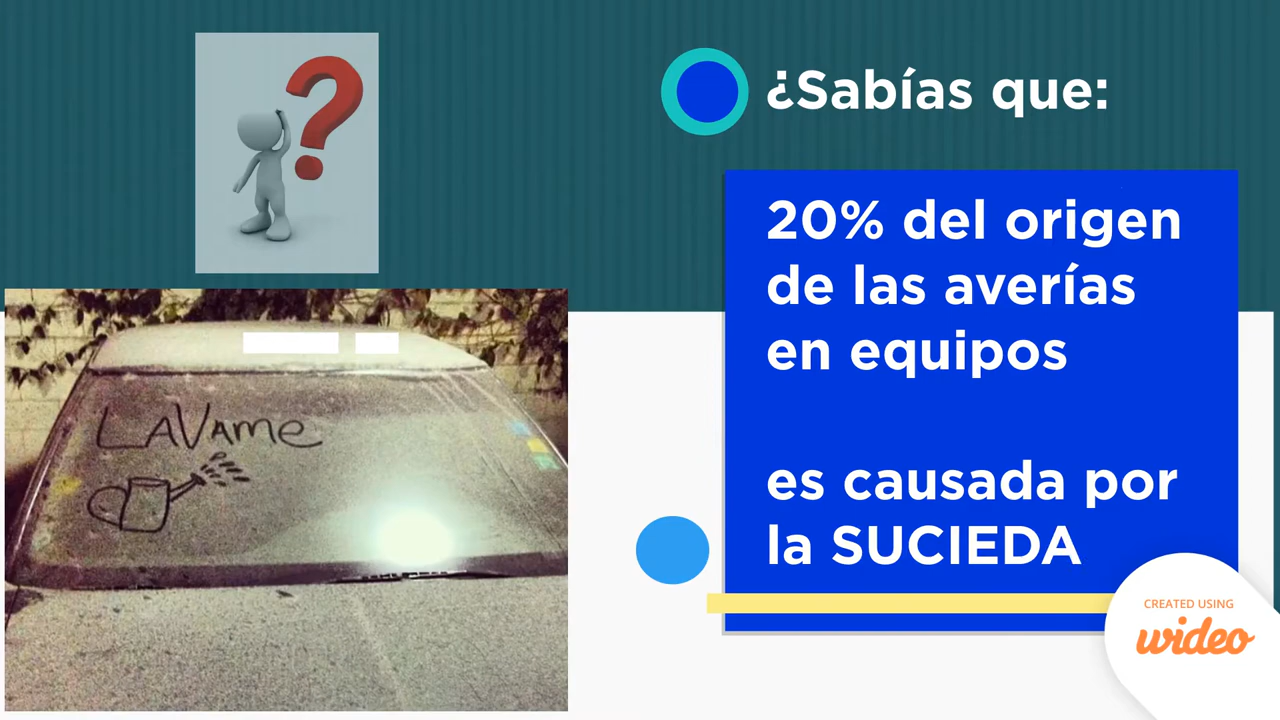 ¿Sabías que:
20% del origen
de las averías
en equipos
es causada por
la SUCIEDA
LAVAME
CREATED USING
wideo